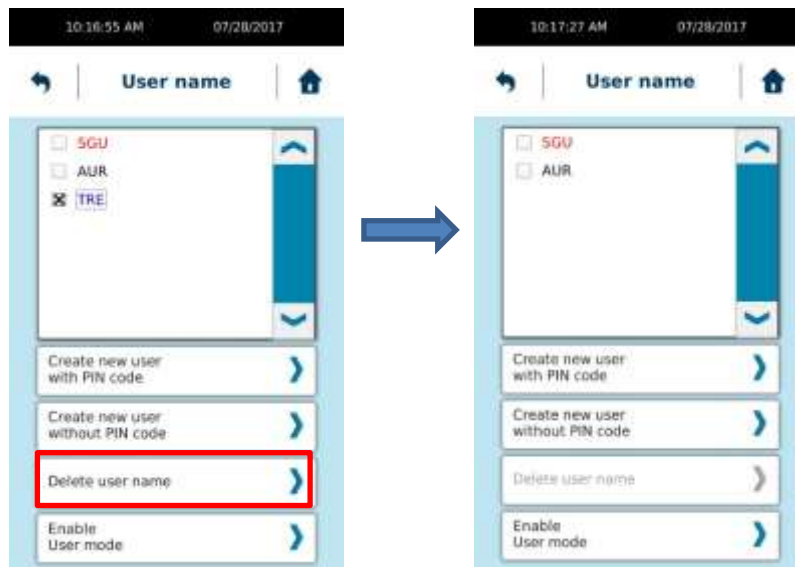 10:16:55 AM 07/28/2017
User name
SGU
AUR
TRE
Create new user
with PIN code
Create new user
without PIN code
Delete user name
Enable
User mode
10:17:27 AM 07/28/2017
User name
SGU
AUR
Create new user
with PIN code
Create new user
without PIN code
Delete user name
Enable
User mode